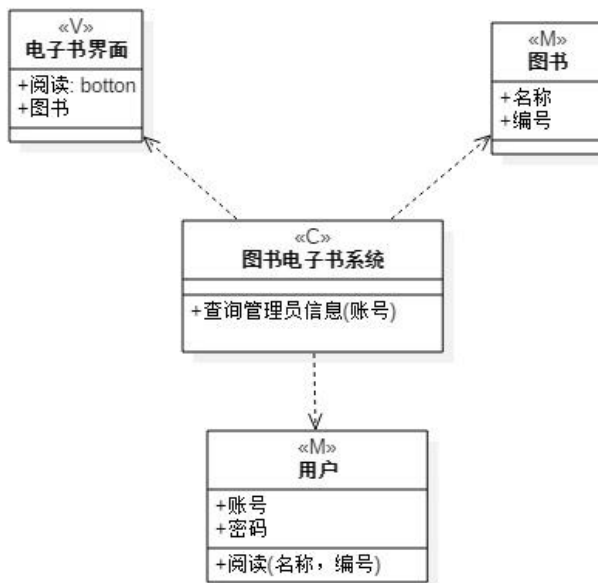 «V»
电子书界面
+阅读: botton
+图书
«M»
图书
+名称
+编号
«C»
图书电子书系统
+查询管理员信息(账号)
«M»
用户
+账号
+密码
+阅读(名称，编号)